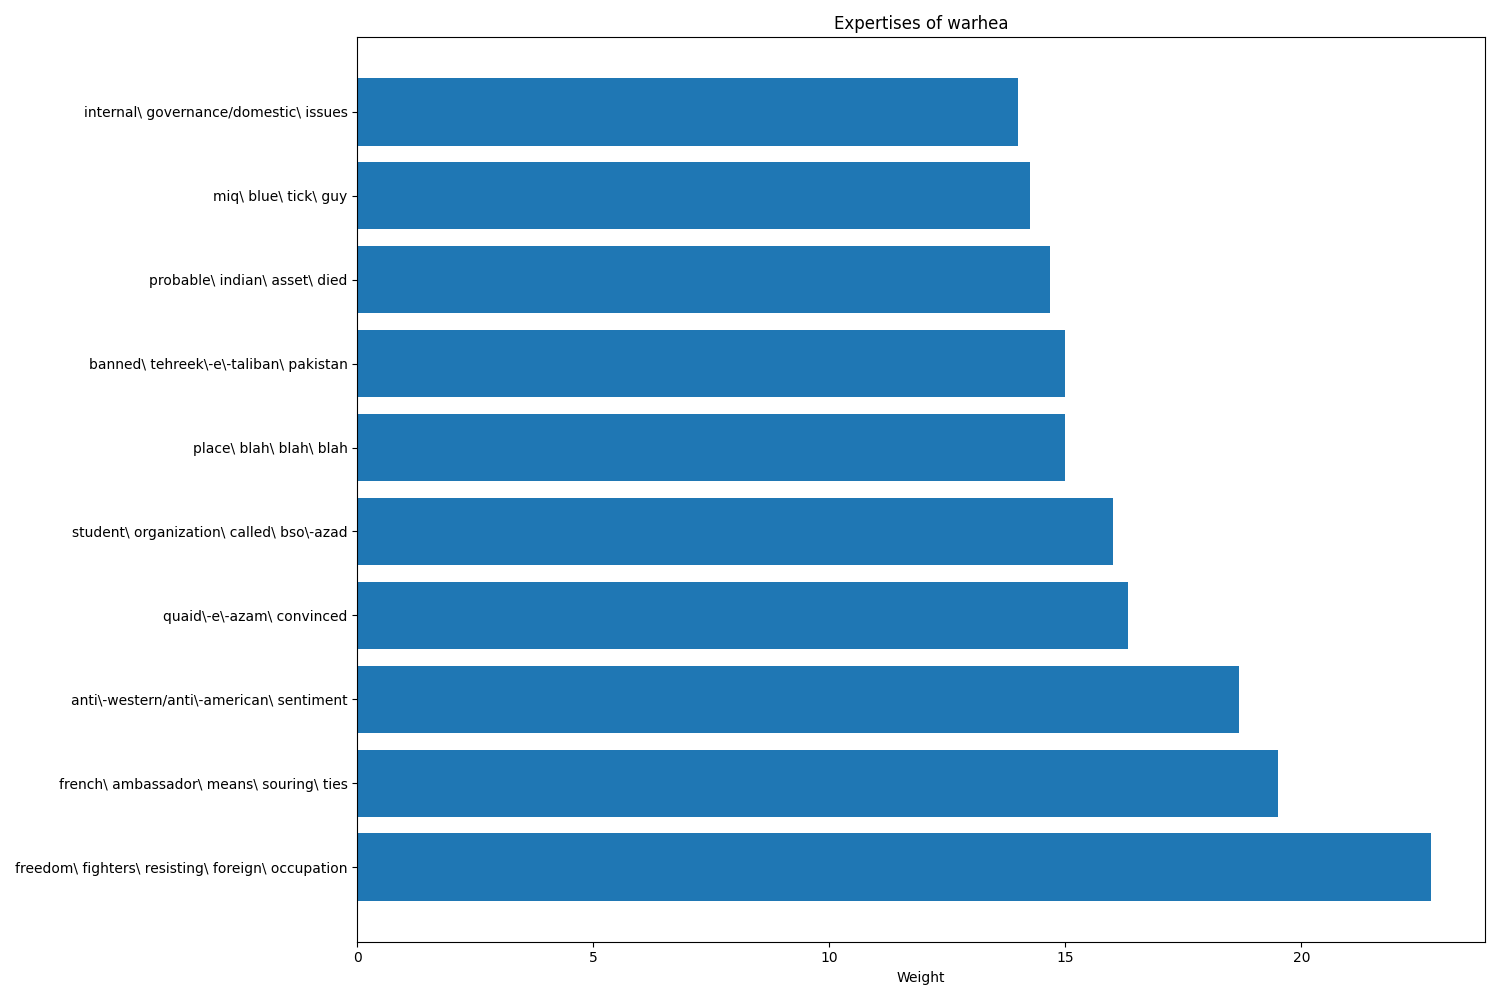 Expertises of warhea
internal\ governance/domestic\ issues
miq\ blue\ tick\ guy
probable\ indian\ asset\ died
banned\ tehreek\-e\-taliban\ pakistan
place\ blah\ blah\ blah
student\ organization\ called\ bso\-azad
quaid\-e\-azam\ convinced
anti\-western/anti\-american\ sentiment
french\ ambassador\ means\ souring\ ties
freedom\ fighters\ resisting\ foreign\ occupation
0 5 10 15 20
Weight